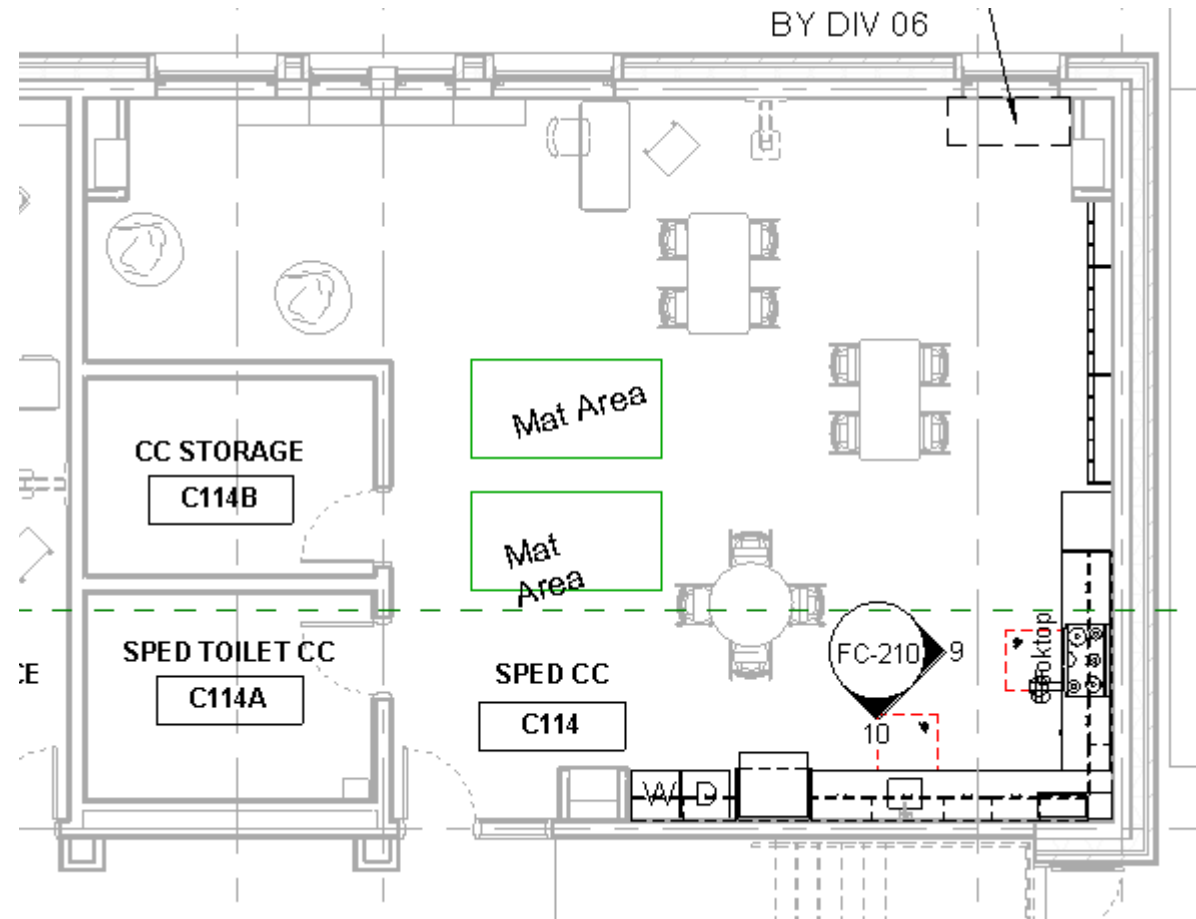 BY DIV 06
Mat Area
CC STORAGE
C114B
Mat
Area
SPED TOILET CC
C114A
CE
SPED CC
C114
FC-210
9
10
W
D